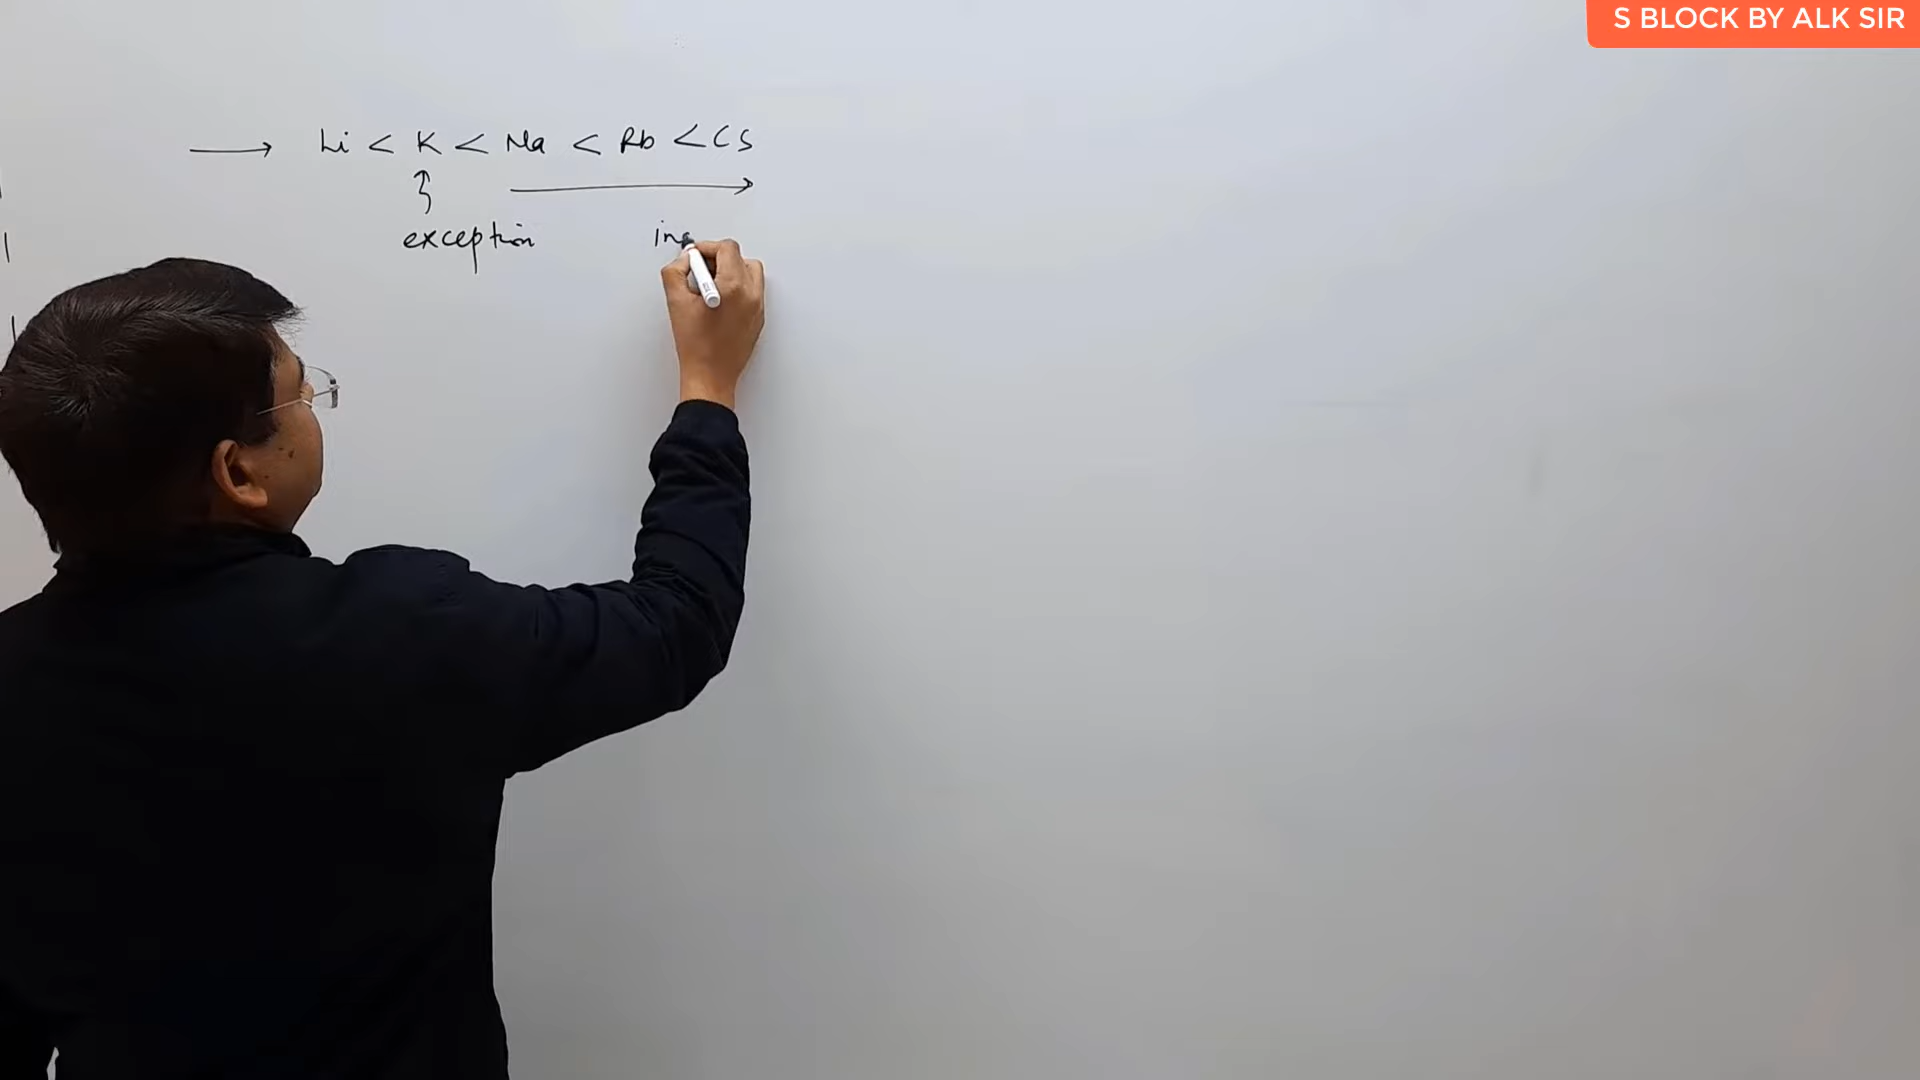 S BLOCK BY ALK SIR
→ Li < K < Na < Rb < Cs
exception